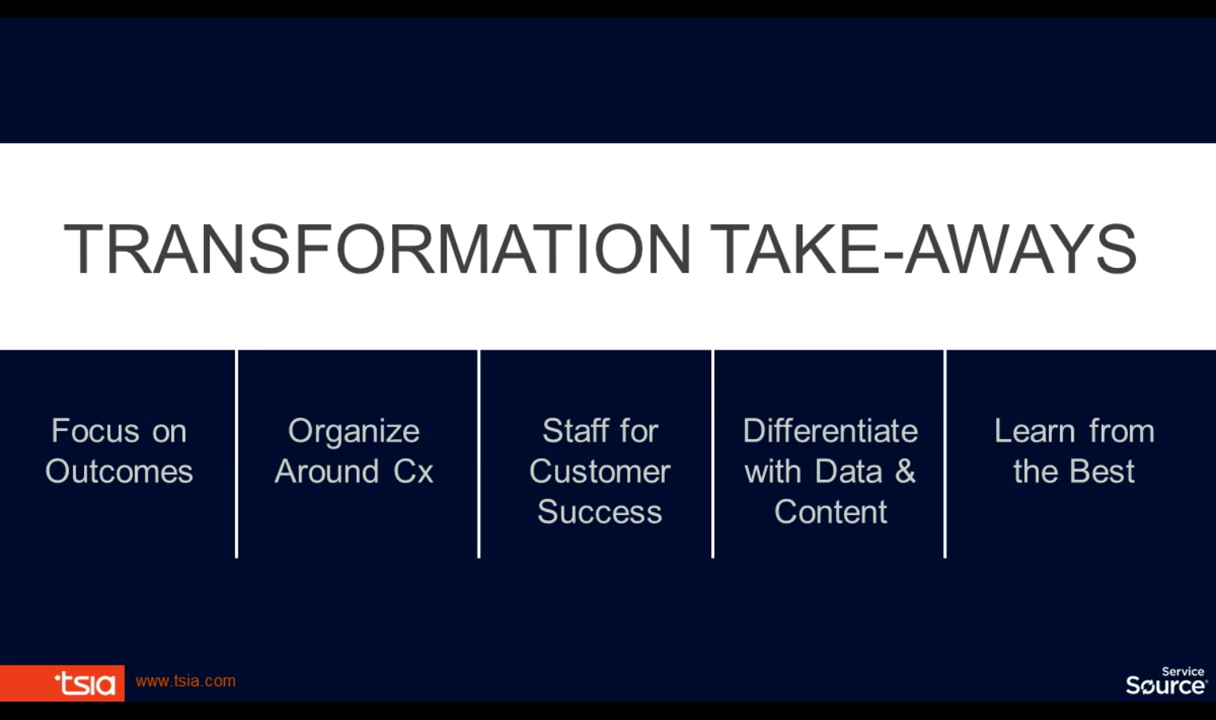 TRANSFORMATION TAKE-AWAYS
Focus on
Outcomes
Organize
Around Cx
Staff for
Customer
Success
Differentiate
with Data &
Content
Learn from
the Best
tsia
www.tsia.com
Service
Source